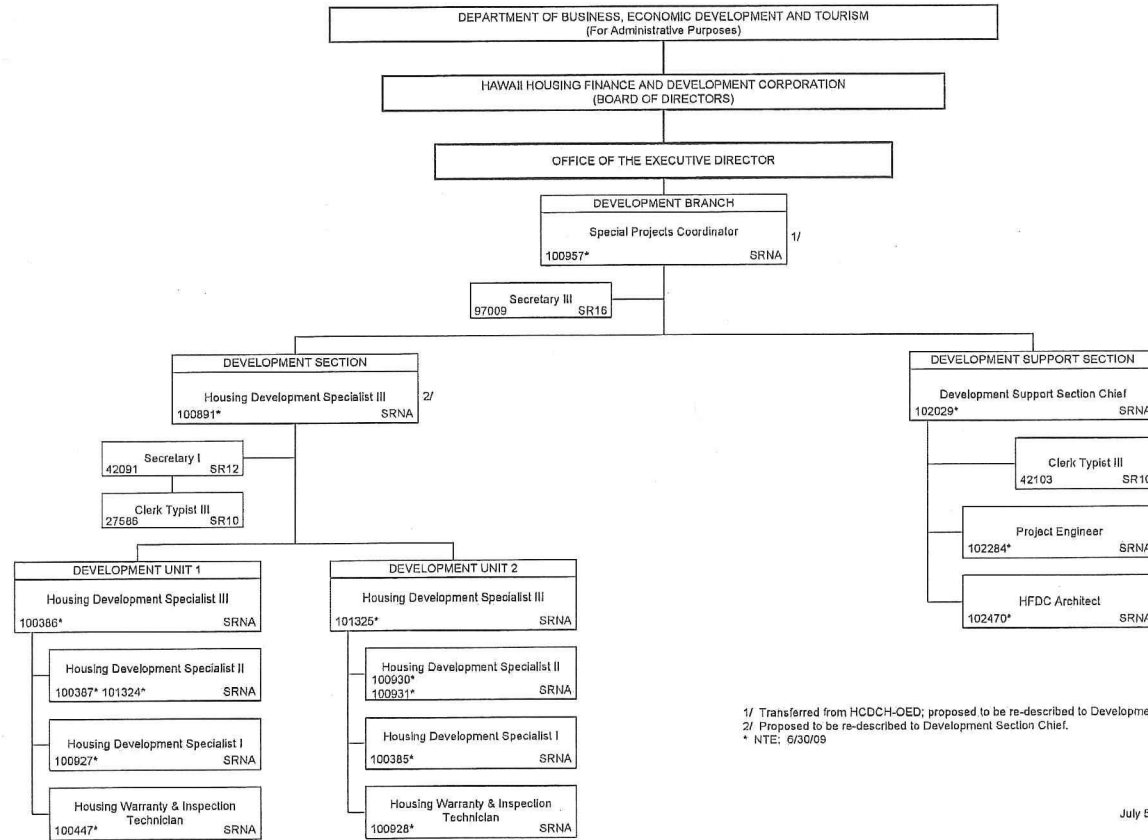 DEPARTMENT OF BUSINESS, ECONOMIC DEVELOPMENT AND TOURISM
(For Administrative Purposes)
HAWAII HOUSING FINANCE AND DEVELOPMENT CORPORATION
(BOARD OF DIRECTORS)
OFFICE OF THE EXECUTIVE DIRECTOR
DEVELOPMENT BRANCH
Special Projects Coordinator
100957* SRNA
1/
Secretary III
97009 SR16
DEVELOPMENT SECTION
Housing Development Specialist III
100891* SRNA
2/
Secretary I
42091 SR12
Clerk Typist III
27586 SR10
DEVELOPMENT UNIT 1
Housing Development Specialist III
100386* SRNA
Housing Development Specialist II
100387* 101324* SRNA
Housing Development Specialist I
100927* SRNA
Housing Warranty & Inspection
Technician
100447* SRNA
DEVELOPMENT UNIT 2
Housing Development Specialist III
101325* SRNA
Housing Development Specialist II
100930*
100931* SRNA
Housing Development Specialist I
100385* SRNA
Housing Warranty & Inspection
Technician
100928* SRNA
DEVELOPMENT SUPPORT SECTION
Development Support Section Chief
102029* SRNA
Clerk Typist III
42103 SR10
Project Engineer
102284* SRNA
HFDC Architect
102470* SRNA
1/ Transferred from HCDCH-OED; proposed to be re-described to Developme
2/ Proposed to be re-described to Development Section Chief.
* NTE; 6/30/09
July 5